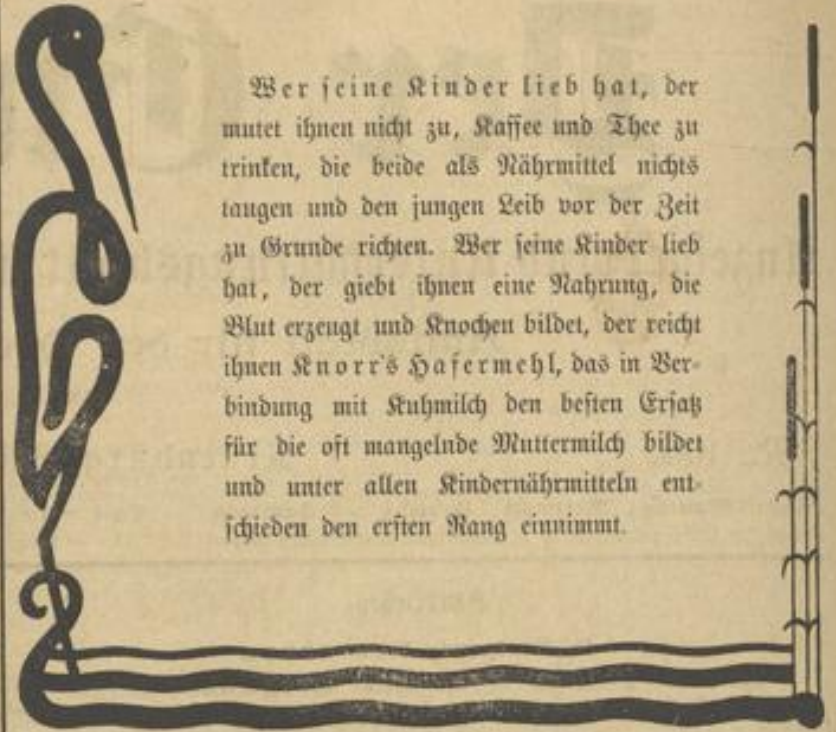 Wer seine Kinder lieb hat, der
mutet ihnen nicht zu, Kaffee und Thee zu
trinken, die beide als Nährmittel nichts
taugen und den jungen Leib vor der Zeit
zu Grunde richten. Wer seine Kinder lieb
hat, der giebt ihnen eine Nahrung, die
Blut erzeugt und Knochen bildet, der reicht
ihnen Knorr's Hafermehl, das in Ver-
bindung mit Kuhmilch den besten Ersatz
für die oft mangelnde Muttermilch bildet
und unter allen Kindernährmitteln ent-
schieden den ersten Rang einnimmt.